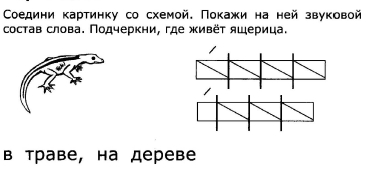 Соедини картинку со схемой. Покажи на ней звуковой
состав слова. Подчеркни, где живёт ящерица.
в траве, на дереве